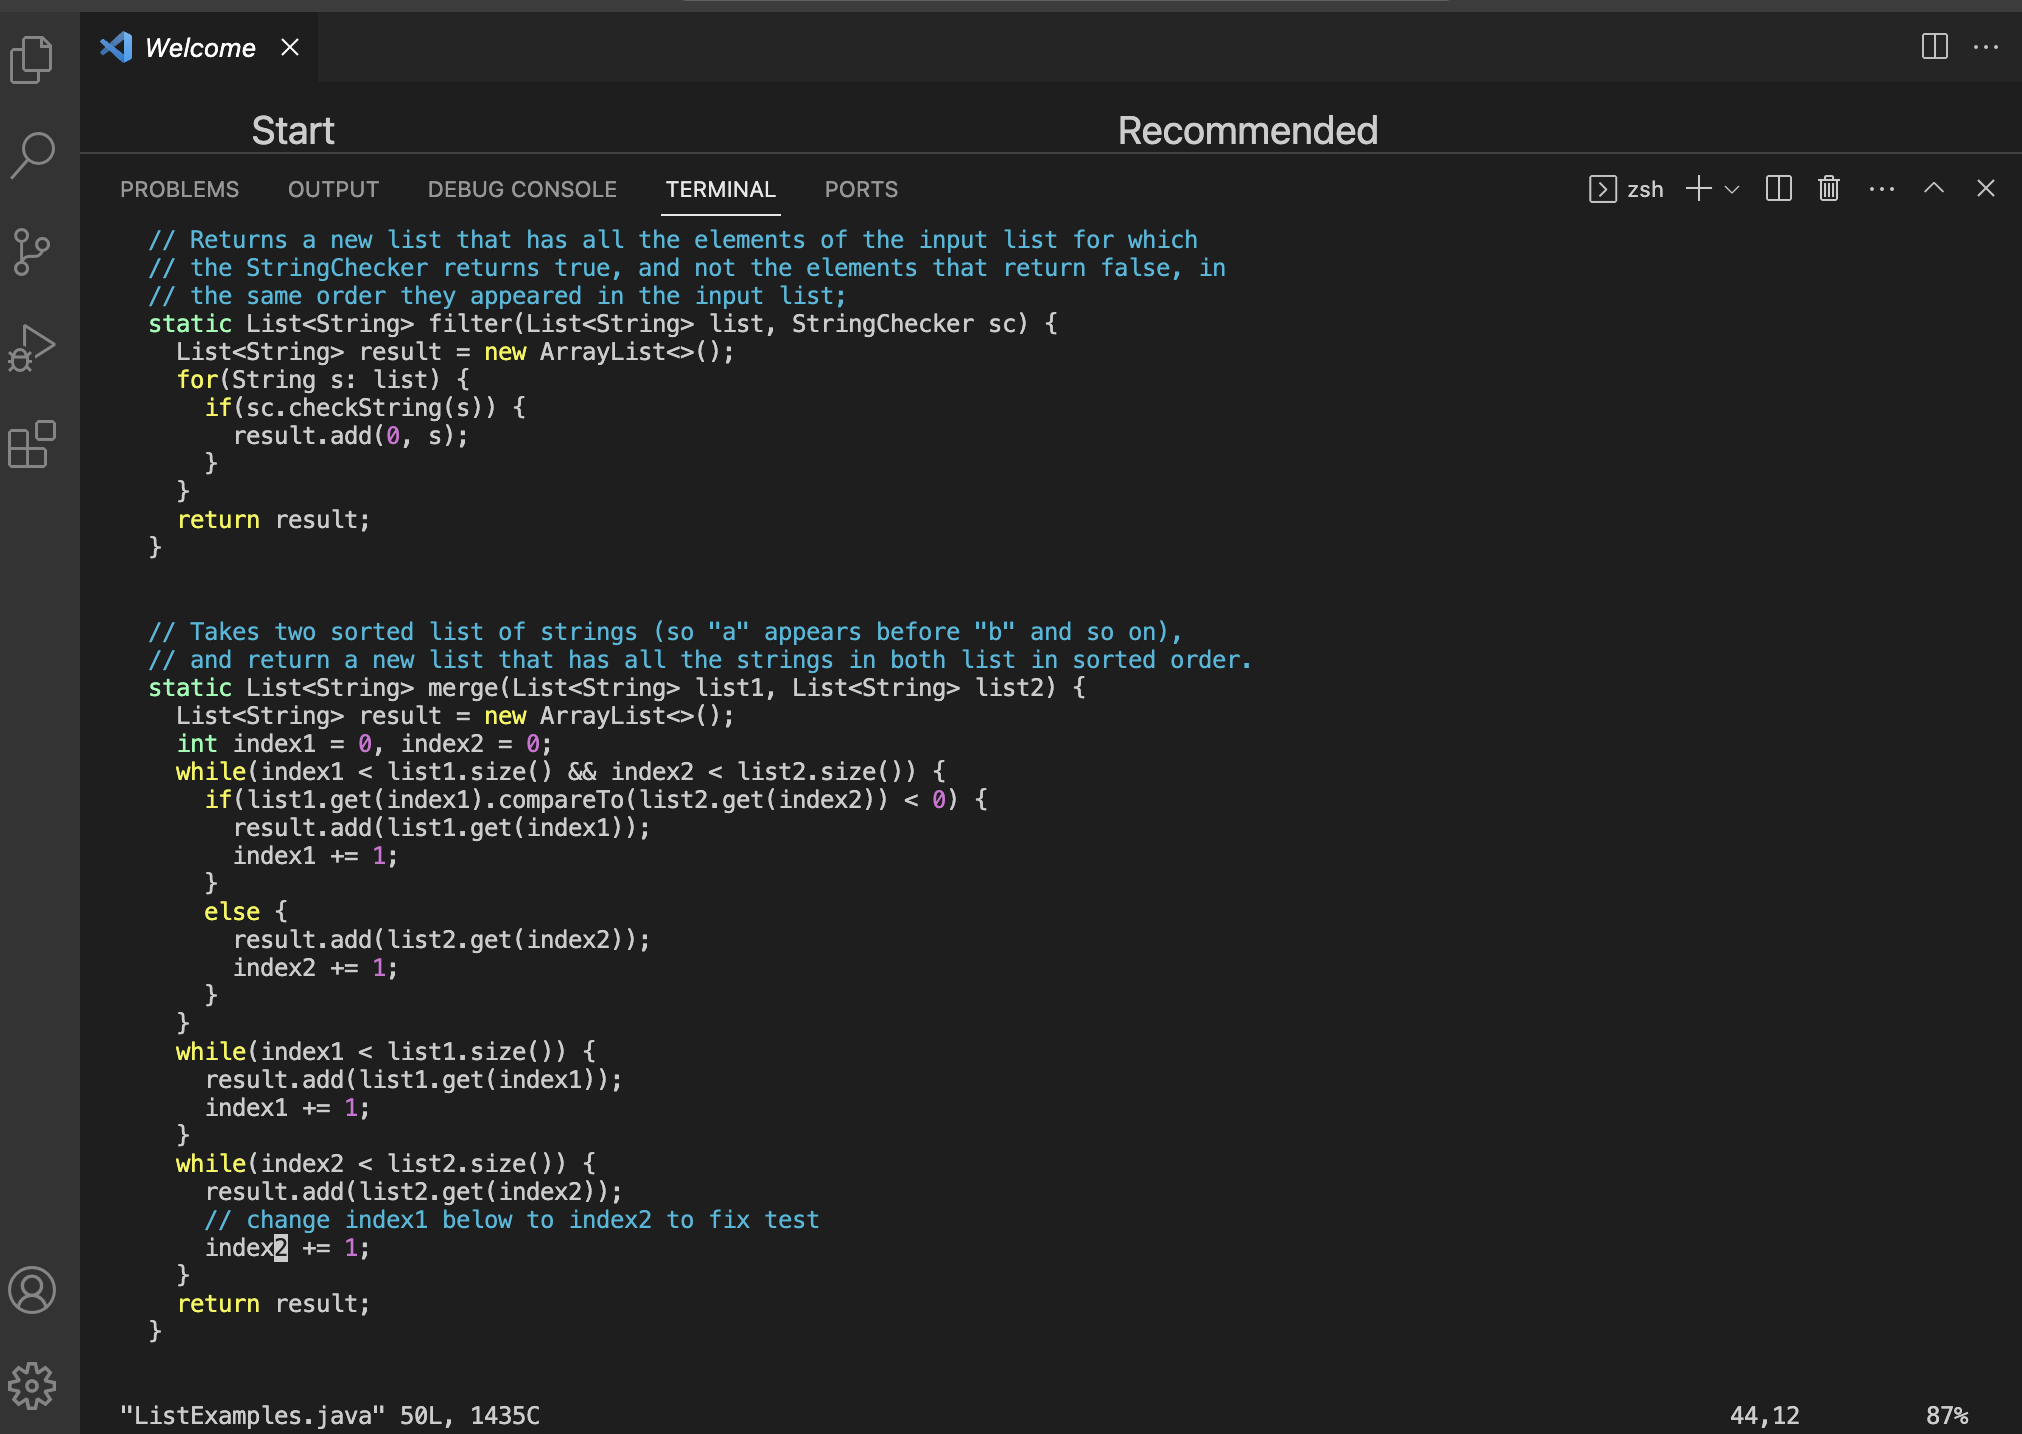 Welcome
Start
Recommended
PROBLEMS OUTPUT DEBUG CONSOLE TERMINAL PORTS zsh
// Returns a new list that has all the elements of the input list for which
// the StringChecker returns true, and not the elements that return false, in
// the same order they appeared in the input list;
static List<String> filter(List<String> list, StringChecker sc) {
List<String> result = new ArrayList<>();
for(String s: list) {
if(sc.checkString(s)) {
result.add(0, s);
}
}
return result;
}
// Takes two sorted list of strings (so "a" appears before "b" and so on),
// and return a new list that has all the strings in both list in sorted order.
static List<String> merge(List<String> list1, List<String> list2) {
List<String> result = new ArrayList<>();
int index1 = 0, index2 = 0;
while(index1 < list1.size() && index2 < list2.size()) {
if(list1.get(index1).compareTo(list2.get(index2)) < 0) {
result.add(list1.get(index1));
index1 += 1;
}
else {
result.add(list2.get(index2));
index2 += 1;
}
}
while(index1 < list1.size()) {
result.add(list1.get(index1));
index1 += 1;
}
while(index2 < list2.size()) {
result.add(list2.get(index2));
// change index1 below to index2 to fix test
index2 += 1;
}
return result;
}
"ListExamples.java" 50L, 1435C 44,12 87%